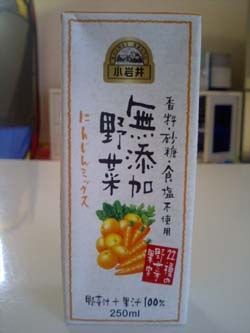 小岩井
香料・砂糖・食塩不使用
無添加
野菜
にんじんミックス
22種の
野菜と
果実
野菜汁+果汁100%
250ml